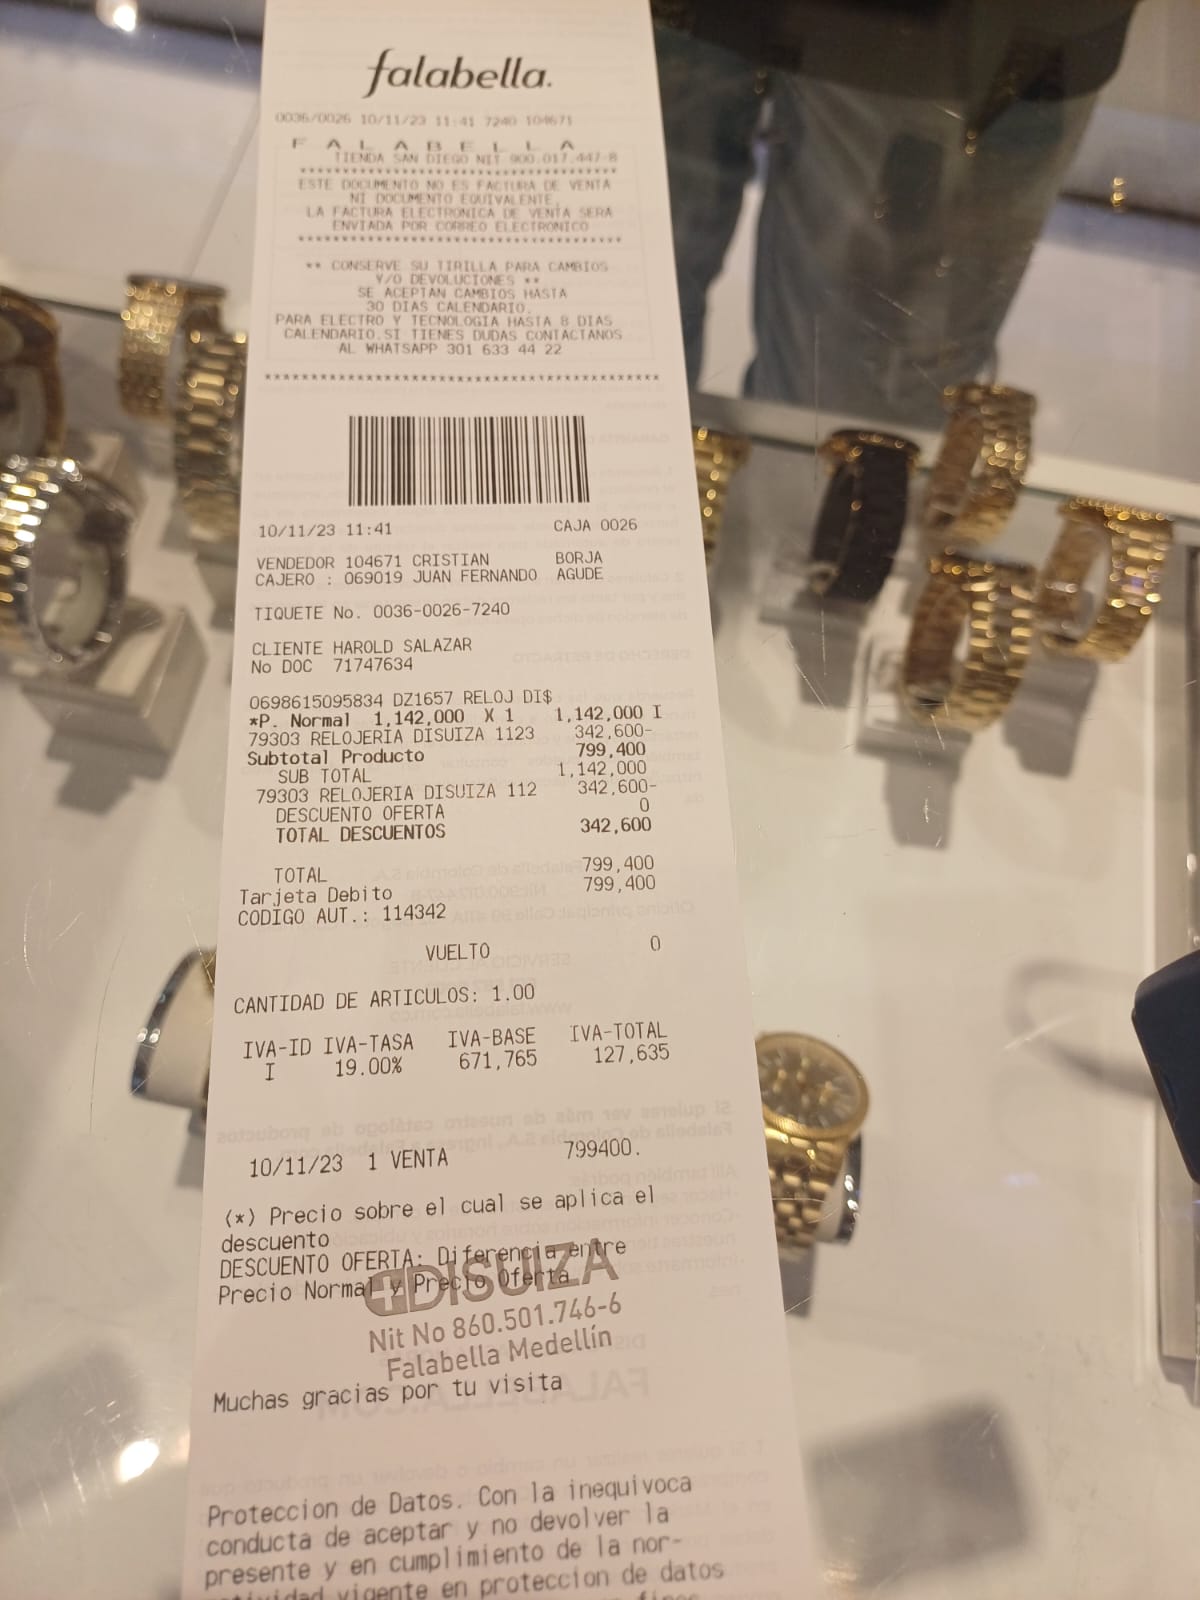 falabella.
0036/0026 10/11/23 11:41 7240 104671
F A L A B E L L A
TIENDA SAN DIEGO NIT 900.017.447-8
****************************************
ESTE DOCUMENTO NO ES FACTURA DE VENTA
NI DOCUMENTO EQUIVALENTE,
LA FACTURA ELECTRONICA DE VENTA SERA
ENVIADA POR CORREO ELECTRONICO
****************************************
** CONSERVE SU TIRILLA PARA CAMBIOS
Y/O DEVOLUCIONES **
SE ACEPTAN CAMBIOS HASTA
30 DIAS CALENDARIO.
PARA ELECTRO Y TECNOLOGIA HASTA 8 DIAS
CALENDARIO.SI TIENES DUDAS CONTACTANOS
AL WHATSAPP 301 633 44 22
****************************************
10/11/23 11:41 CAJA 0026
VENDEDOR 104671 CRISTIAN BORJA
CAJERO : 069019 JUAN FERNANDO AGUDE
TIQUETE No. 0036-0026-7240
CLIENTE HAROLD SALAZAR
No DOC 71747634
0698615095834 DZ1657 RELOJ DI$
*P. Normal 1,142,000 X 1 1,142,000 I
79303 RELOJERIA DISUIZA 1123 342,600-
Subtotal Producto 799,400
SUB TOTAL 1,142,000
79303 RELOJERIA DISUIZA 112 342,600-
DESCUENTO OFERTA 0
TOTAL DESCUENTOS 342,600
TOTAL 799,400
Tarjeta Debito 799,400
CODIGO AUT.: 114342
VUELTO 0
CANTIDAD DE ARTICULOS: 1.00
IVA-ID IVA-TASA IVA-BASE IVA-TOTAL
I 19.00% 671,765 127,635
10/11/23 1 VENTA 799400.
(*) Precio sobre el cual se aplica el
descuento
DESCUENTO OFERTA: Diferencia entre
Precio Normal y Precio Oferta
DISUIZA
Nit No 860.501.746-6
Falabella Medellín
Muchas gracias por tu visita
Proteccion de Datos. Con la inequivoca
conducta de aceptar y no devolver la
presente y en cumplimiento de la nor-
vigente en proteccion de datos